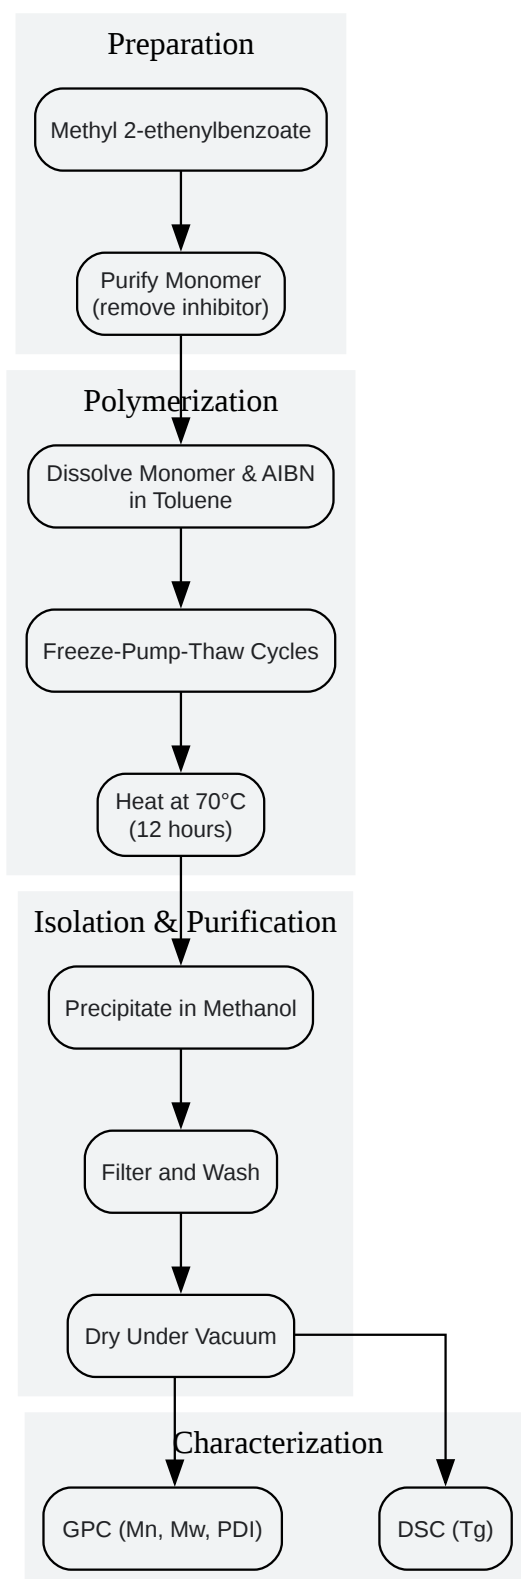 Preparation
Methyl 2-ethenylbenzoate
Purify Monomer
(remove inhibitor)
Polymerization
Dissolve Monomer & AIBN
in Toluene
Freeze-Pump-Thaw Cycles
Heat at 70°C
(12 hours)
Isolation & Purification
Precipitate in Methanol
Filter and Wash
Dry Under Vacuum
Characterization
GPC (Mn, Mw, PDI)
DSC (Tg)